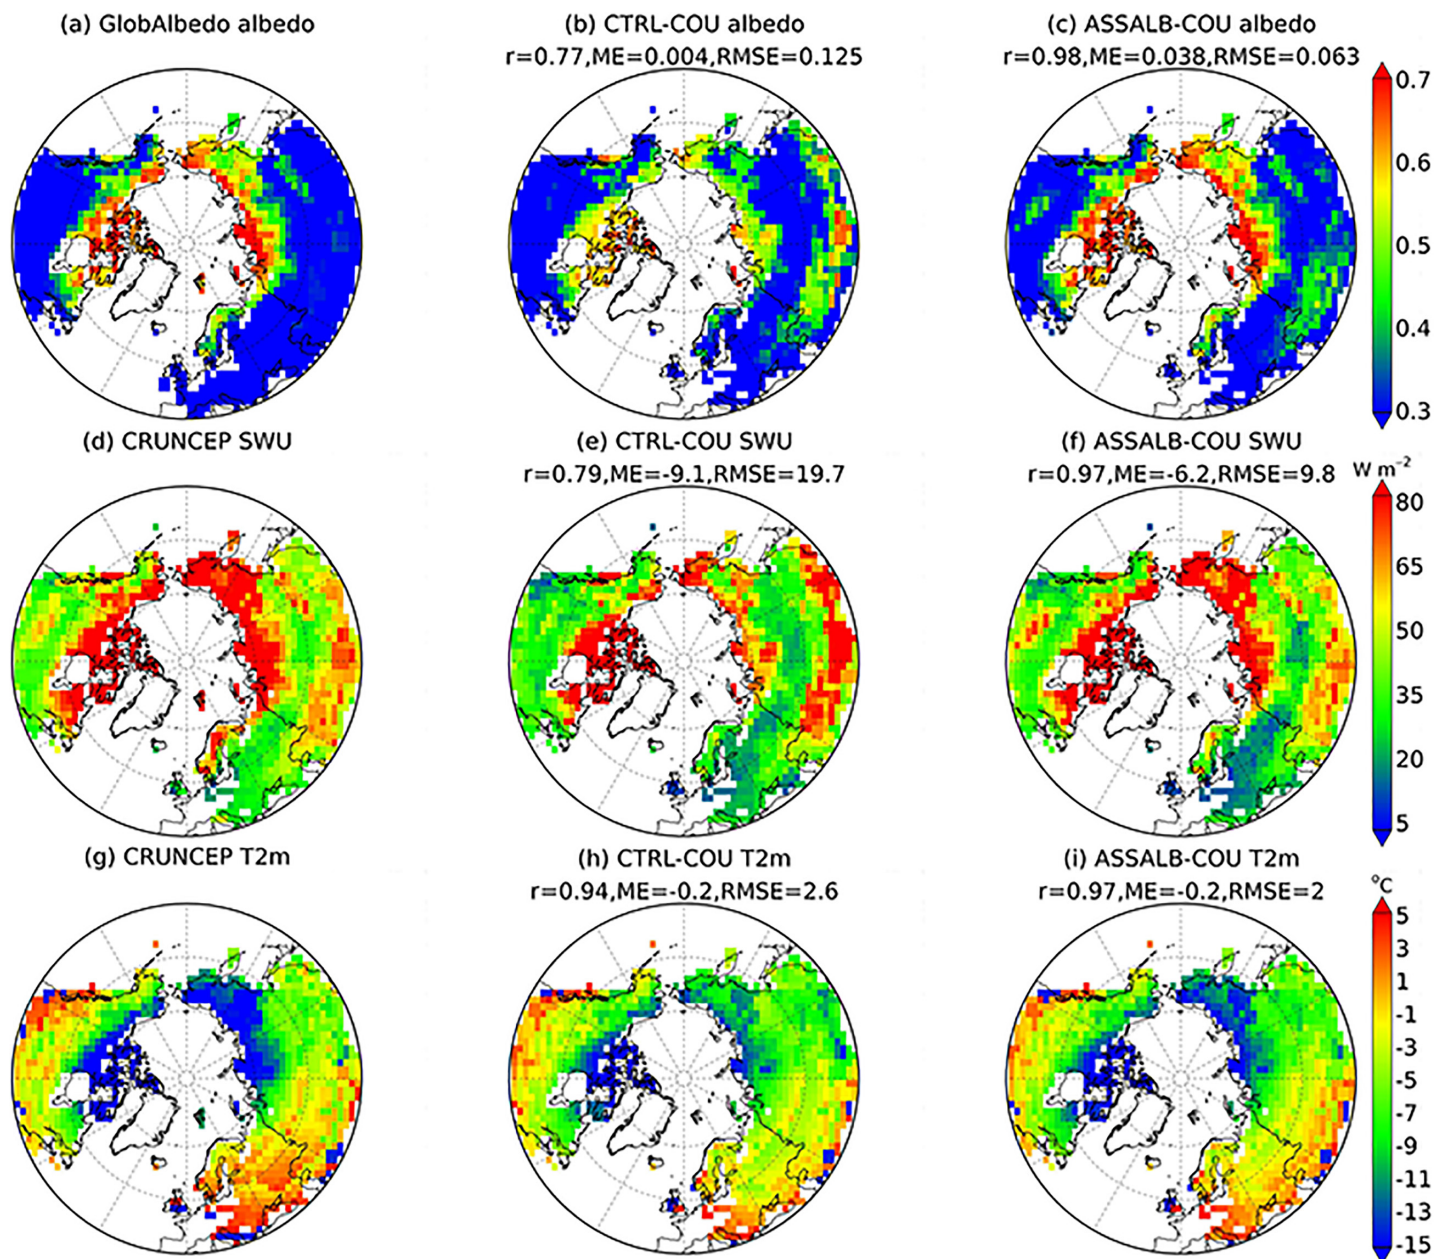 (a) GlobAlbedo albedo
(b) CTRL-COU albedo
(c) ASSALB-COU albedo
r=0.77,ME=0.004,RMSE=0.125
r=0.98,ME=0.038,RMSE=0.063
0.7
0.6
0.5
0.4
0.3
(d) CRUNCEP SWU
(e) CTRL-COU SWU
(f) ASSALB-COU SWU
r=0.79,ME=-9.1,RMSE=19.7
r=0.97,ME=-6.2,RMSE=9.8
W m⁻²
80
65
50
35
20
5
(g) CRUNCEP T2m
(h) CTRL-COU T2m
(i) ASSALB-COU T2m
r=0.94,ME=-0.2,RMSE=2.6
r=0.97,ME=-0.2,RMSE=2
°C
5
3
1
-1
-3
-5
-7
-9
-11
-13
-15